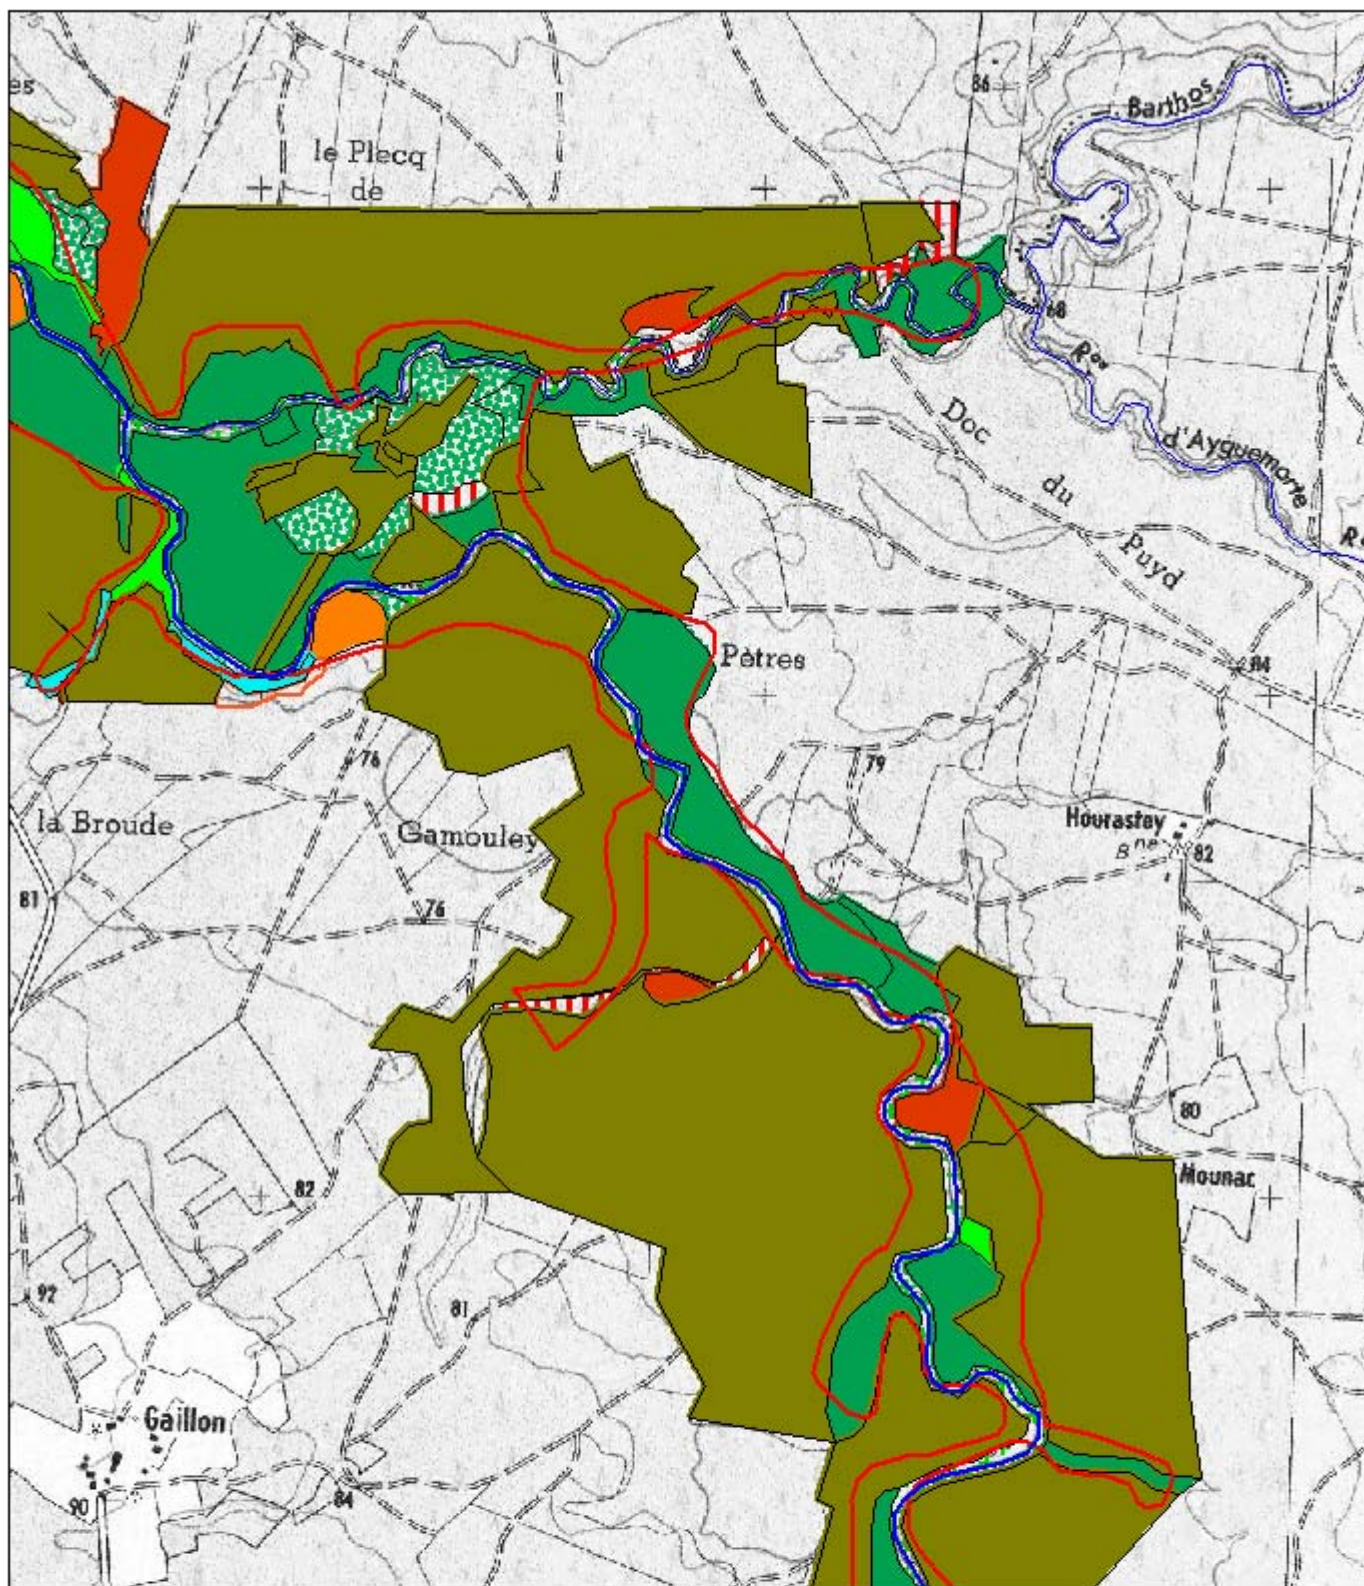 es
86
Barthos
le Plecq
de
68
Rau
d'Ayguemorte
Doc
du
Puyd
Pètres
84
76
79
la Broude
Gamouley
Hourastey
Bne
82
81
76
80
82
Mounac
92
81
Gaillon
90
84